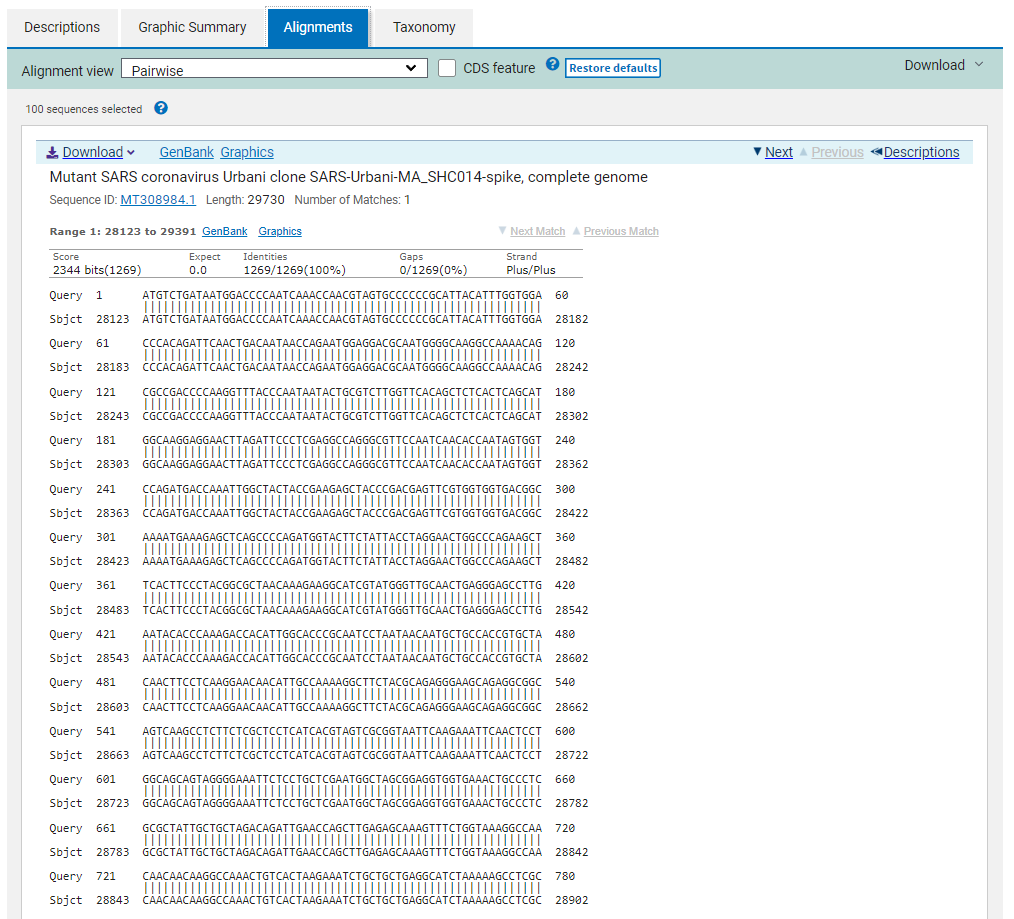 Descriptions Graphic Summary Alignments Taxonomy
Alignment view Pairwise CDS feature ? Restore defaults Download
100 sequences selected ?
Download GenBank Graphics Next Previous Descriptions
Mutant SARS coronavirus Urbani clone SARS-Urbani-MA_SHC014-spike, complete genome
Sequence ID: MT308984.1 Length: 29730 Number of Matches: 1
Range 1: 28123 to 29391 GenBank Graphics Next Match Previous Match
Score Expect Identities Gaps Strand
2344 bits(1269) 0.0 1269/1269(100%) 0/1269(0%) Plus/Plus
Query 1 ATGTCTGATAATGGACCCCAATCAAACCAACGTAGTGCCCCCCGCATTACATTTGGTGGA 60
Sbjct 28123 ATGTCTGATAATGGACCCCAATCAAACCAACGTAGTGCCCCCCGCATTACATTTGGTGGA 28182
Query 61 CCCACAGATTCAACTGACAATAACCAGAATGGAGGACGCAATGGGGCAAGGCCAAAACAG 120
Sbjct 28183 CCCACAGATTCAACTGACAATAACCAGAATGGAGGACGCAATGGGGCAAGGCCAAAACAG 28242
Query 121 CGCCGACCCCAAGGTTTACCCAATAATACTGCGTCTTGGTTCACAGCTCTCACTCAGCAT 180
Sbjct 28243 CGCCGACCCCAAGGTTTACCCAATAATACTGCGTCTTGGTTCACAGCTCTCACTCAGCAT 28302
Query 181 GGCAAGGAGGAACTTAGATTCCCTCGAGGCCAGGGCGTTCCAATCAACACCAATAGTGGT 240
Sbjct 28303 GGCAAGGAGGAACTTAGATTCCCTCGAGGCCAGGGCGTTCCAATCAACACCAATAGTGGT 28362
Query 241 CCAGATGACCAAATTGGCTACTACCGAAGAGCTACCCGACGAGTTCGTGGTGGTGACGGC 300
Sbjct 28363 CCAGATGACCAAATTGGCTACTACCGAAGAGCTACCCGACGAGTTCGTGGTGGTGACGGC 28422
Query 301 AAAATGAAAGAGCTCAGCCCCAGATGGTACTTCTATTACCTAGGAACTGGCCCAGAAGCT 360
Sbjct 28423 AAAATGAAAGAGCTCAGCCCCAGATGGTACTTCTATTACCTAGGAACTGGCCCAGAAGCT 28482
Query 361 TCACTTCCCTACGGCGCTAACAAAGAAGGCATCGTATGGGTTGCAACTGAGGGAGCCTTG 420
Sbjct 28483 TCACTTCCCTACGGCGCTAACAAAGAAGGCATCGTATGGGTTGCAACTGAGGGAGCCTTG 28542
Query 421 AATACACCCAAAGACCACATTGGCACCCGCAATCCTAATAACAATGCTGCCACCGTGCTA 480
Sbjct 28543 AATACACCCAAAGACCACATTGGCACCCGCAATCCTAATAACAATGCTGCCACCGTGCTA 28602
Query 481 CAACTTCCTCAAGGAACAACATTGCCAAAAGGCTTCTACGCAGAGGGAAGCAGAGGCGGC 540
Sbjct 28603 CAACTTCCTCAAGGAACAACATTGCCAAAAGGCTTCTACGCAGAGGGAAGCAGAGGCGGC 28662
Query 541 AGTCAAGCCTCTTCTCGCTCCTCATCACGTAGTCGCGGTAATTCAAGAAATTCAACTCCT 600
Sbjct 28663 AGTCAAGCCTCTTCTCGCTCCTCATCACGTAGTCGCGGTAATTCAAGAAATTCAACTCCT 28722
Query 601 GGCAGCAGTAGGGGAAATTCTCCTGCTCGAATGGCTAGCGGAGGTGGTGAAACTGCCCTC 660
Sbjct 28723 GGCAGCAGTAGGGGAAATTCTCCTGCTCGAATGGCTAGCGGAGGTGGTGAAACTGCCCTC 28782
Query 661 GCGCTATTGCTGCTAGACAGATTGAACCAGCTTGAGAGCAAAGTTTCTGGTAAAGGCCAA 720
Sbjct 28783 GCGCTATTGCTGCTAGACAGATTGAACCAGCTTGAGAGCAAAGTTTCTGGTAAAGGCCAA 28842
Query 721 CAACAACAAGGCCAAACTGTCACTAAGAAATCTGCTGCTGAGGCATCTAAAAAGCCTCGC 780
Sbjct 28843 CAACAACAAGGCCAAACTGTCACTAAGAAATCTGCTGCTGAGGCATCTAAAAAGCCTCGC 28902